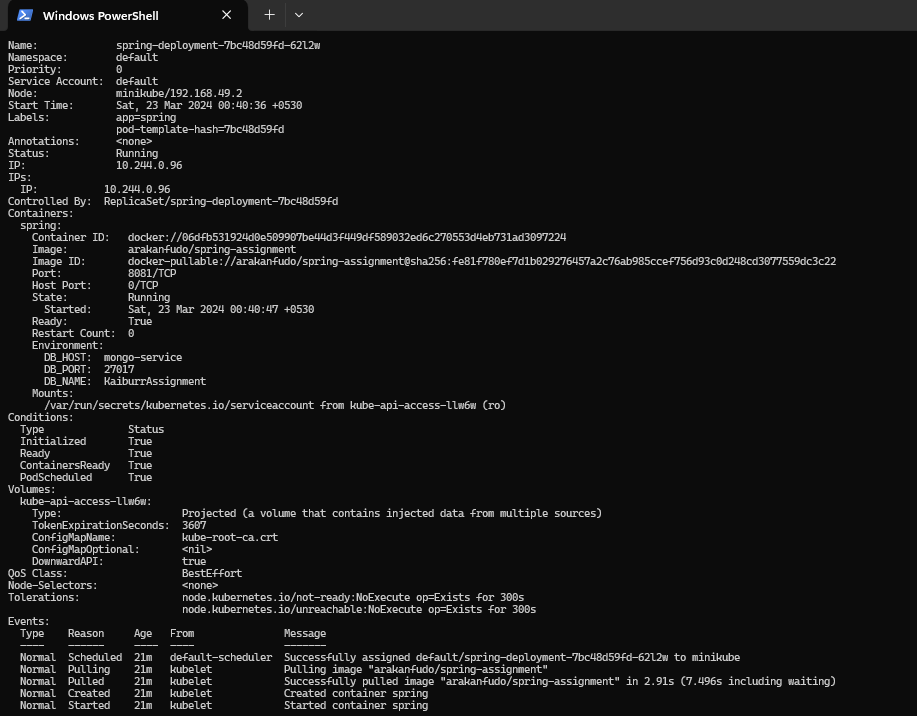 Windows PowerShell
Name:             spring-deployment-7bc48d59fd-62l2w
Namespace:        default
Priority:         0
Service Account:  default
Node:             minikube/192.168.49.2
Start Time:       Sat, 23 Mar 2024 00:40:36 +0530
Labels:           app=spring
                  pod-template-hash=7bc48d59fd
Annotations:      <none>
Status:           Running
IP:               10.244.0.96
IPs:
  IP:           10.244.0.96
Controlled By:  ReplicaSet/spring-deployment-7bc48d59fd
Containers:
  spring:
    Container ID:   docker://06dfb531924d0e509907be44d3f449df589032ed6c270553d4eb731ad3097224
    Image:          arakanfudo/spring-assignment
    Image ID:       docker-pullable://arakanfudo/spring-assignment@sha256:fe81f780ef7d1b029276457a2c76ab985ccef756d93c0d248cd3077559dc3c22
    Port:           8081/TCP
    Host Port:      0/TCP
    State:          Running
      Started:      Sat, 23 Mar 2024 00:40:47 +0530
    Ready:          True
    Restart Count:  0
    Environment:
      DB_HOST:  mongo-service
      DB_PORT:  27017
      DB_NAME:  KaiburrAssignment
    Mounts:
      /var/run/secrets/kubernetes.io/serviceaccount from kube-api-access-llw6w (ro)
Conditions:
  Type              Status
  Initialized       True
  Ready             True
  ContainersReady   True
  PodScheduled      True
Volumes:
  kube-api-access-llw6w:
    Type:                    Projected (a volume that contains injected data from multiple sources)
    TokenExpirationSeconds:  3607
    ConfigMapName:           kube-root-ca.crt
    ConfigMapOptional:       <nil>
    DownwardAPI:             true
QoS Class:                   BestEffort
Node-Selectors:              <none>
Tolerations:                 node.kubernetes.io/not-ready:NoExecute op=Exists for 300s
                             node.kubernetes.io/unreachable:NoExecute op=Exists for 300s
Events:
  Type    Reason     Age   From               Message
  ----    ------     ----  ----               -------
  Normal  Scheduled  21m   default-scheduler  Successfully assigned default/spring-deployment-7bc48d59fd-62l2w to minikube
  Normal  Pulling    21m   kubelet            Pulling image "arakanfudo/spring-assignment"
  Normal  Pulled     21m   kubelet            Successfully pulled image "arakanfudo/spring-assignment" in 2.91s (7.496s including waiting)
  Normal  Created    21m   kubelet            Created container spring
  Normal  Started    21m   kubelet            Started container spring